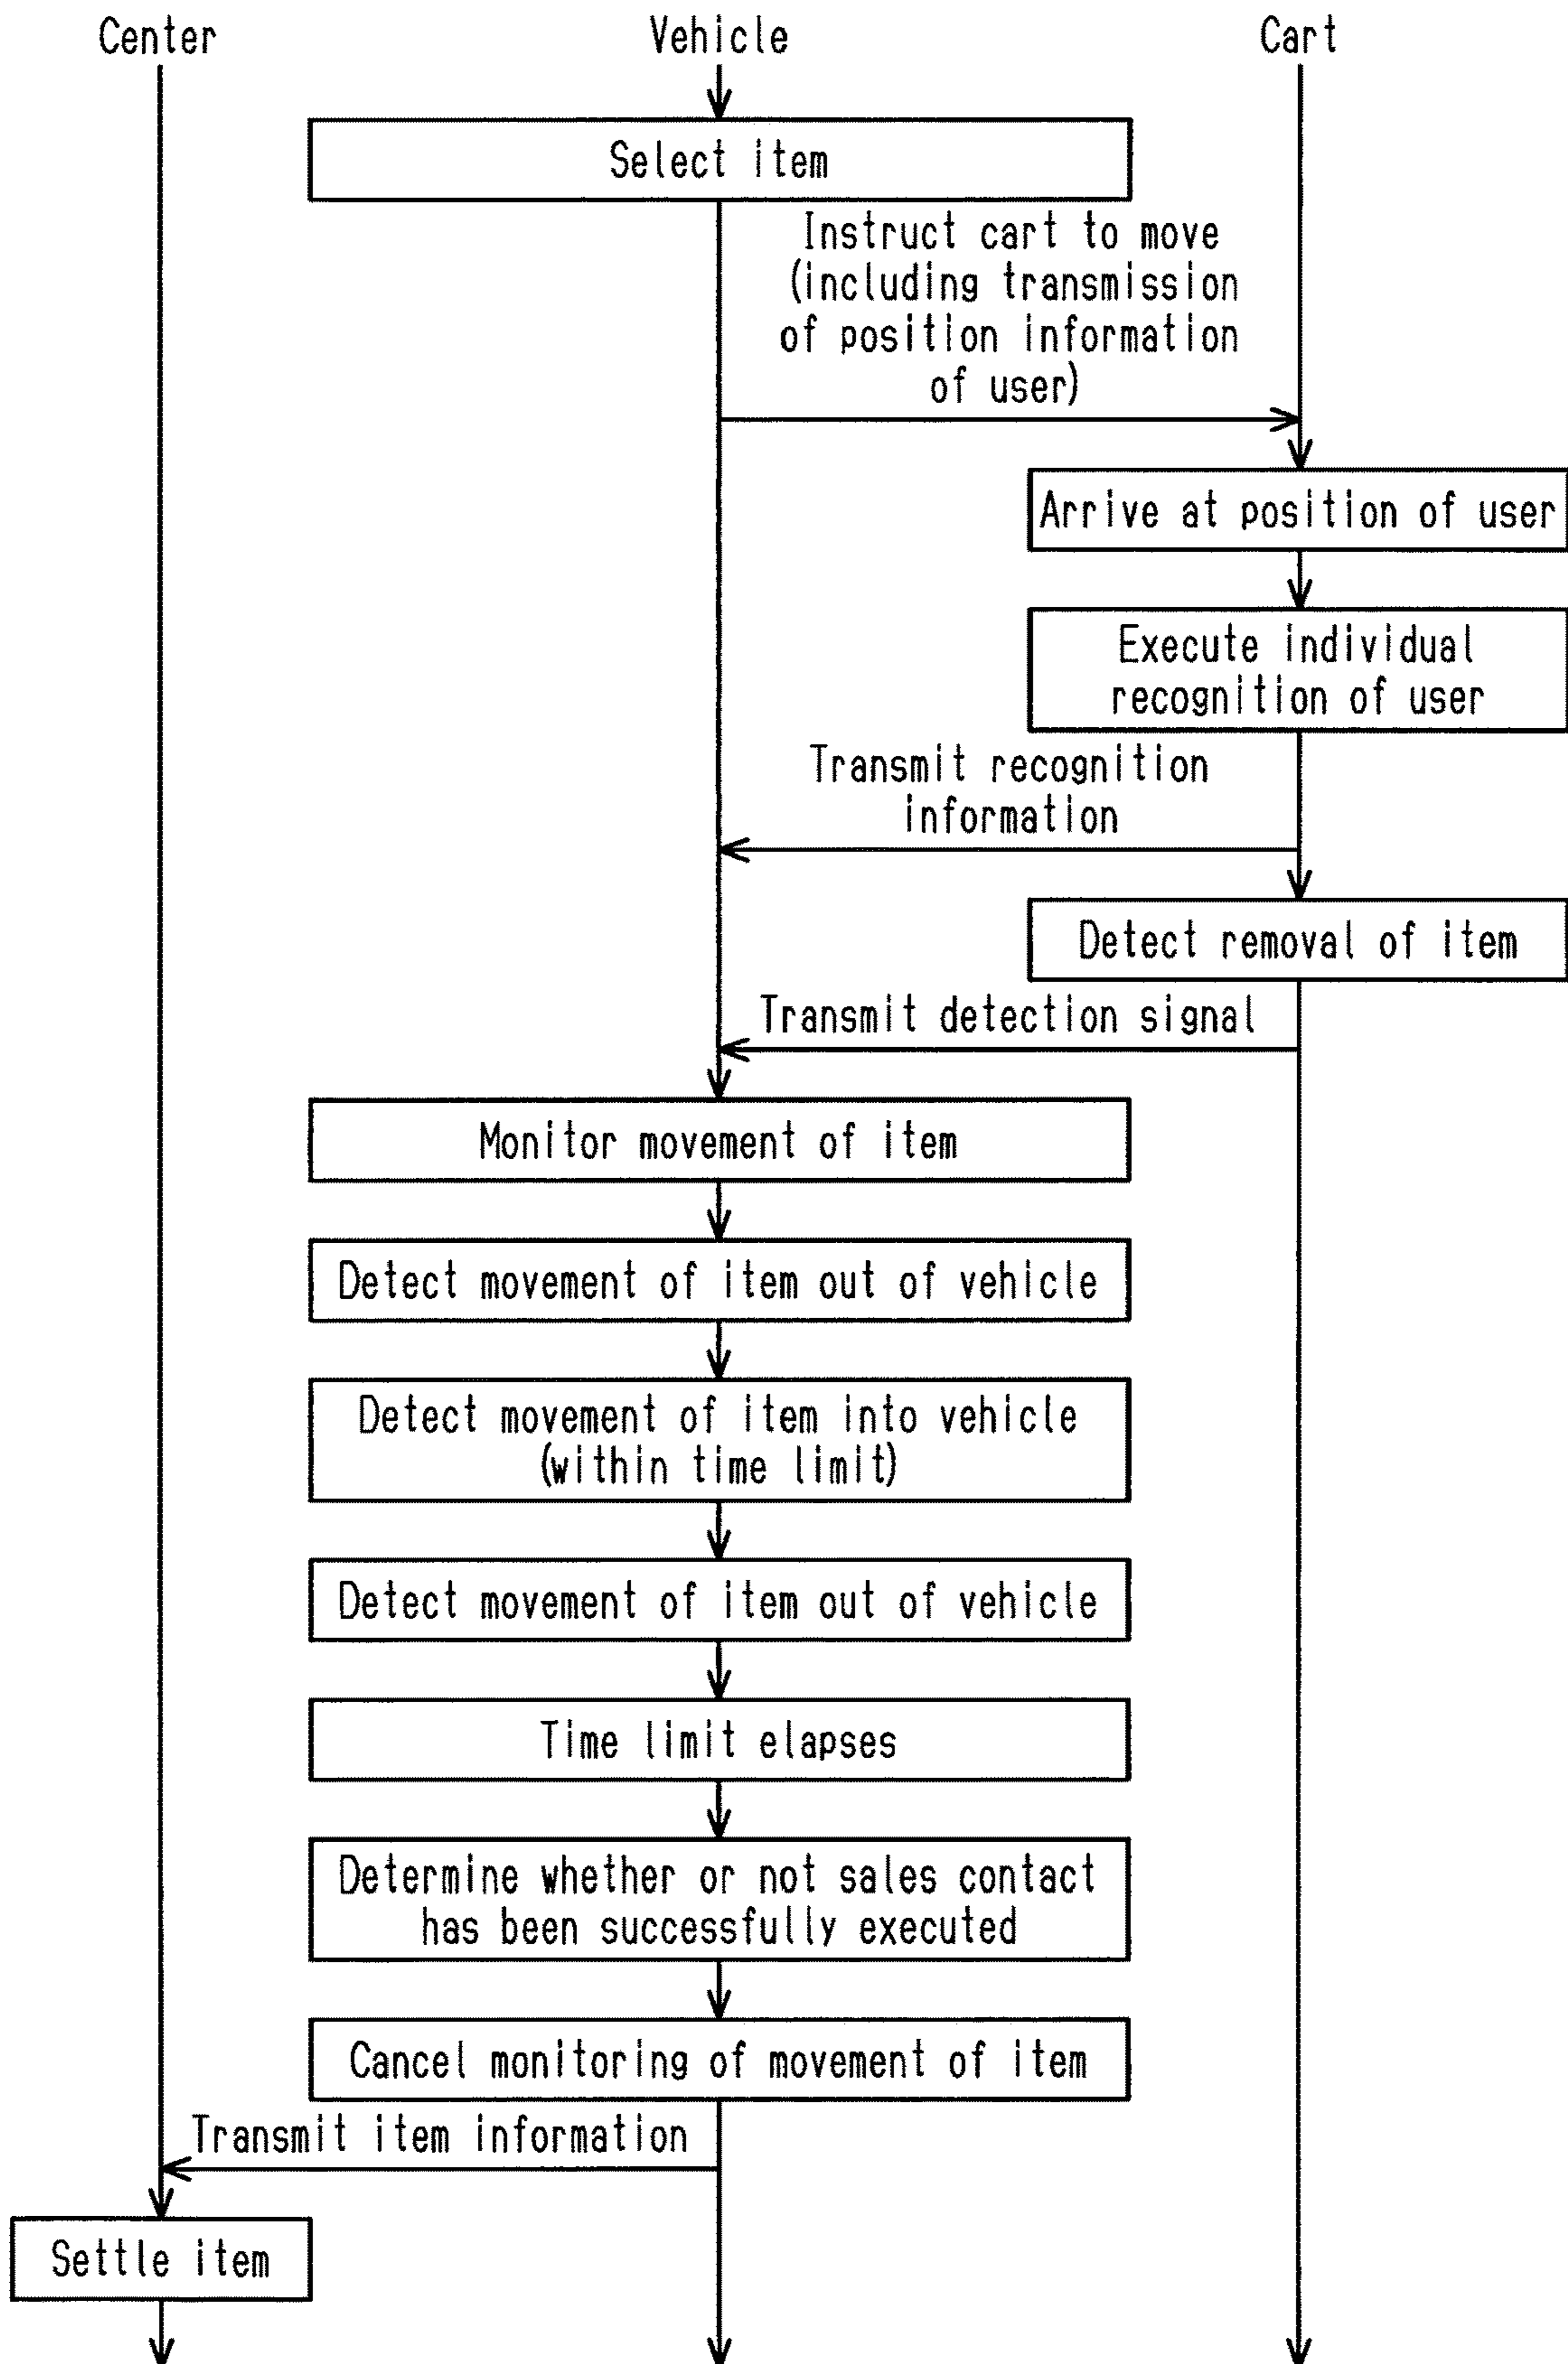 Center
Vehicle
Cart
Select item
Instruct cart to move
(including transmission
of position information
of user)
Arrive at position of user
Execute individual
recognition of user
Transmit recognition
information
Detect removal of item
Transmit detection signal
Monitor movement of item
Detect movement of item out of vehicle
Detect movement of item into vehicle
(within time limit)
Detect movement of item out of vehicle
Time limit elapses
Determine whether or not sales contact
has been successfully executed
Cancel monitoring of movement of item
Transmit item information
Settle item